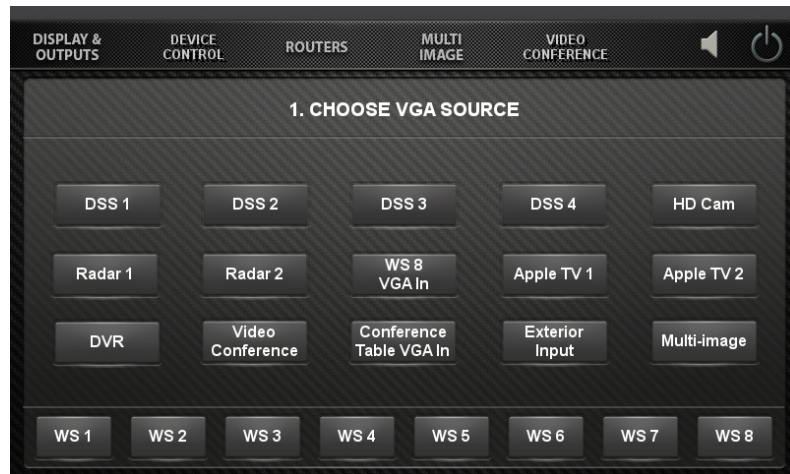 DISPLAY & OUTPUTS
DEVICE CONTROL
ROUTERS
MULTI IMAGE
VIDEO CONFERENCE
1. CHOOSE VGA SOURCE
DSS 1
DSS 2
DSS 3
DSS 4
HD Cam
Radar 1
Radar 2
WS 8
VGA In
Apple TV 1
Apple TV 2
DVR
Video
Conference
Conference
Table VGA In
Exterior
Input
Multi-image
WS 1
WS 2
WS 3
WS 4
WS 5
WS 6
WS 7
WS 8